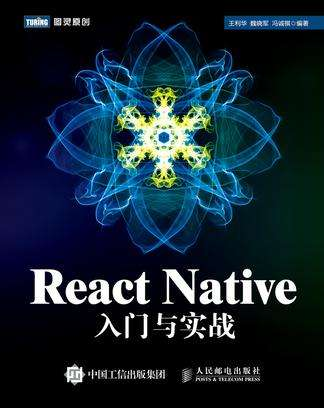 TURING 图灵原创
王利华 魏晓军 冯诚祺 编著
React Native
入门与实战
中国工信出版集团
人民邮电出版社
POSTS & TELECOM PRESS